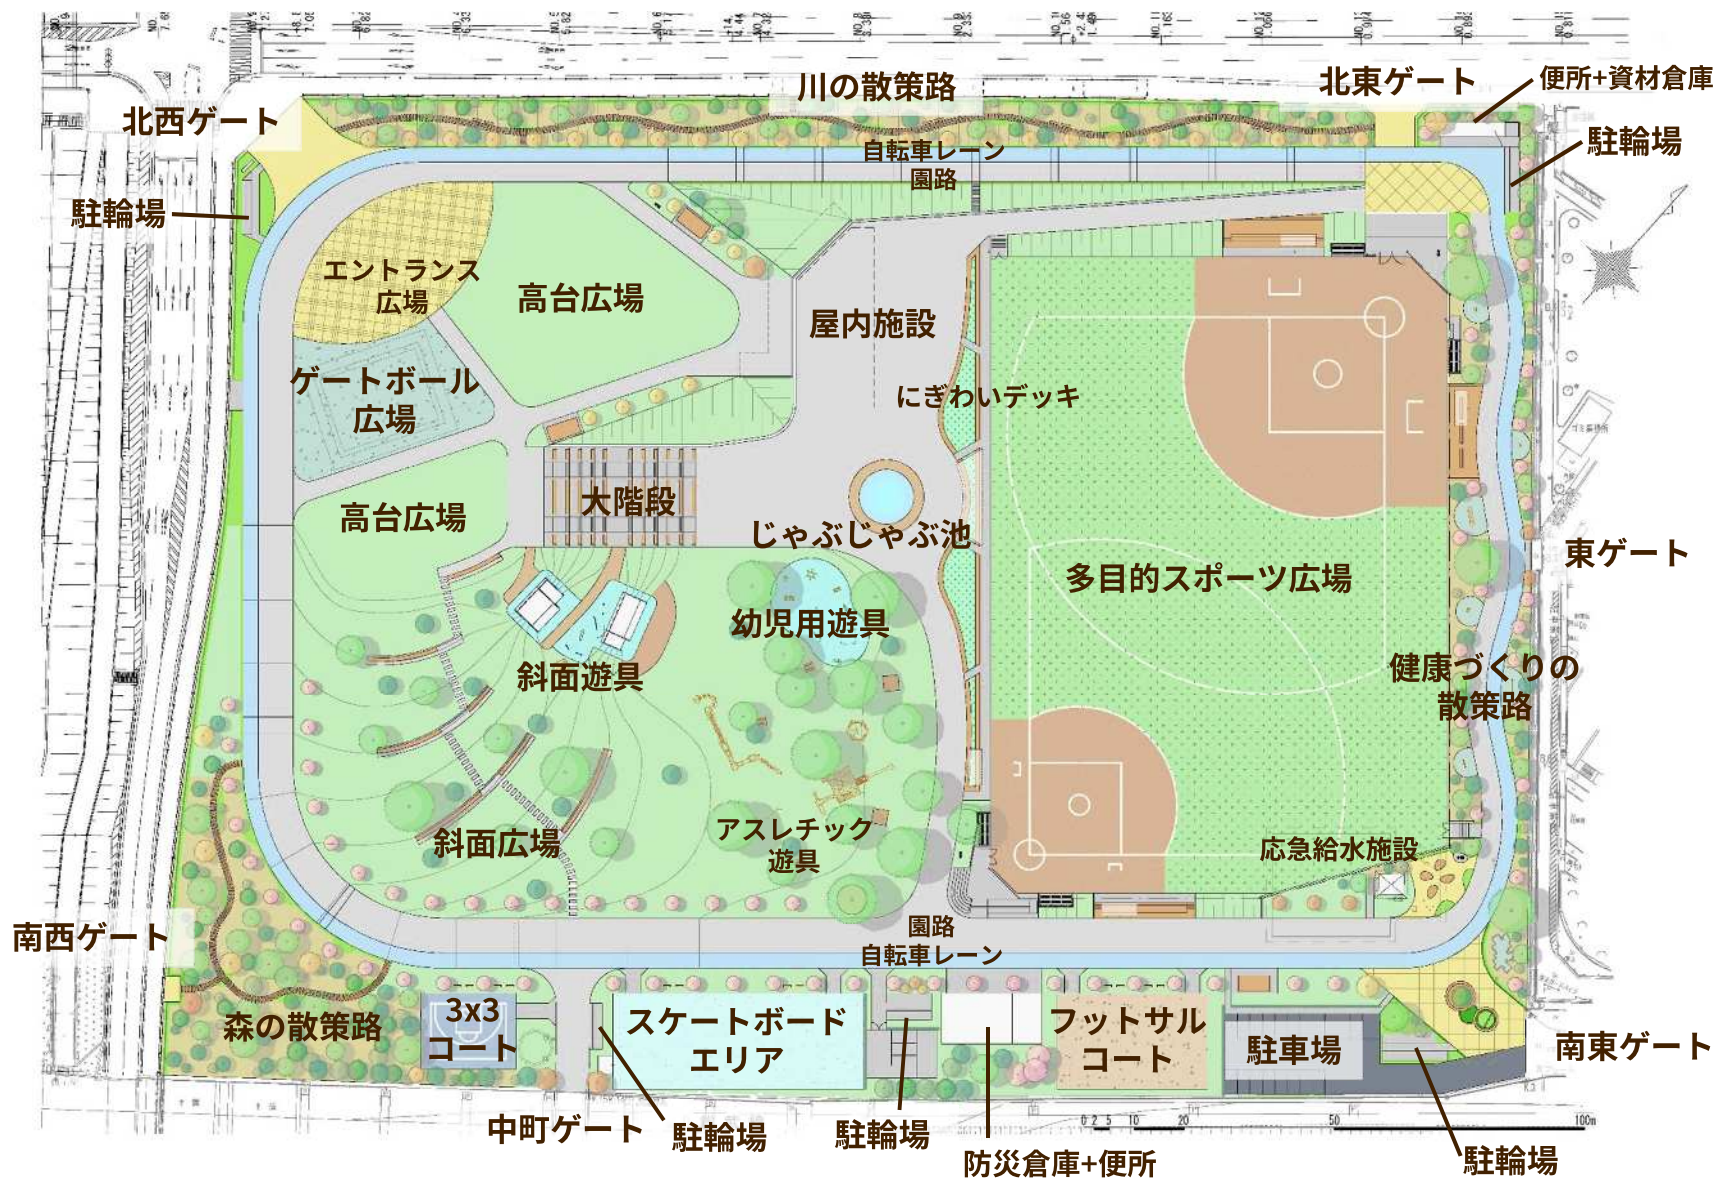 川の散策路
北東ゲート
便所+資材倉庫
北西ゲート
駐輪場
自転車レーン
園路
駐輪場
エントランス
広場
高台広場
屋内施設
ゲートボール
広場
にぎわいデッキ
高台広場
大階段
じゃぶじゃぶ池
東ゲート
多目的スポーツ広場
幼児用遊具
斜面遊具
健康づくりの
散策路
斜面広場
アスレチック
遊具
応急給水施設
南西ゲート
園路
自転車レーン
森の散策路
3x3
コート
スケートボード
エリア
フットサル
コート
駐車場
南東ゲート
中町ゲート
駐輪場
駐輪場
防災倉庫+便所
駐輪場
0 2 5 10 20 50 100m